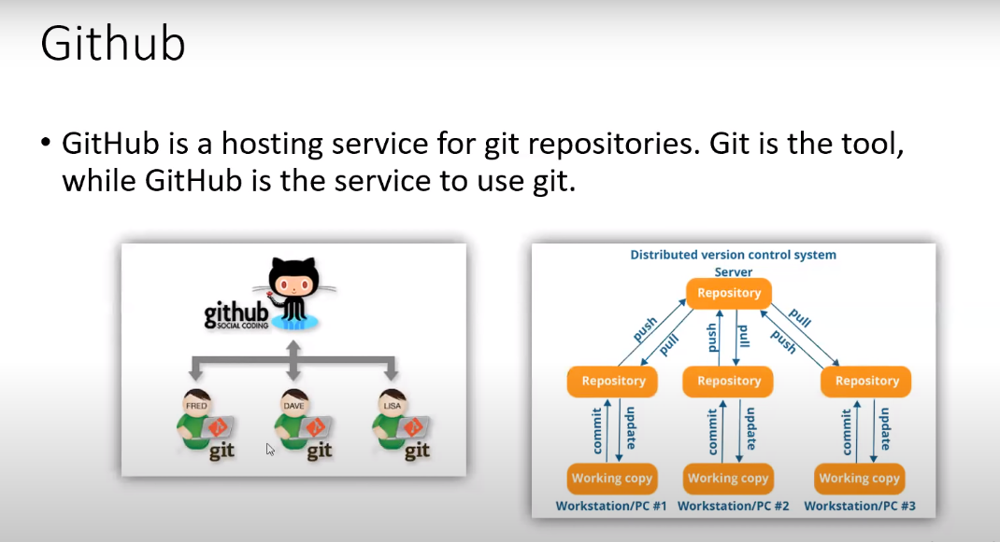 Github
• GitHub is a hosting service for git repositories. Git is the tool,
while GitHub is the service to use git.
github
SOCIAL CODING
FRED
DAVE
LISA
git
git
git
Distributed version control system
Server
Repository
push
pull
push
pull
push
pull
Repository
Repository
Repository
commit
update
commit
update
commit
update
Working copy
Working copy
Working copy
Workstation/PC #1
Workstation/PC #2
Workstation/PC #3